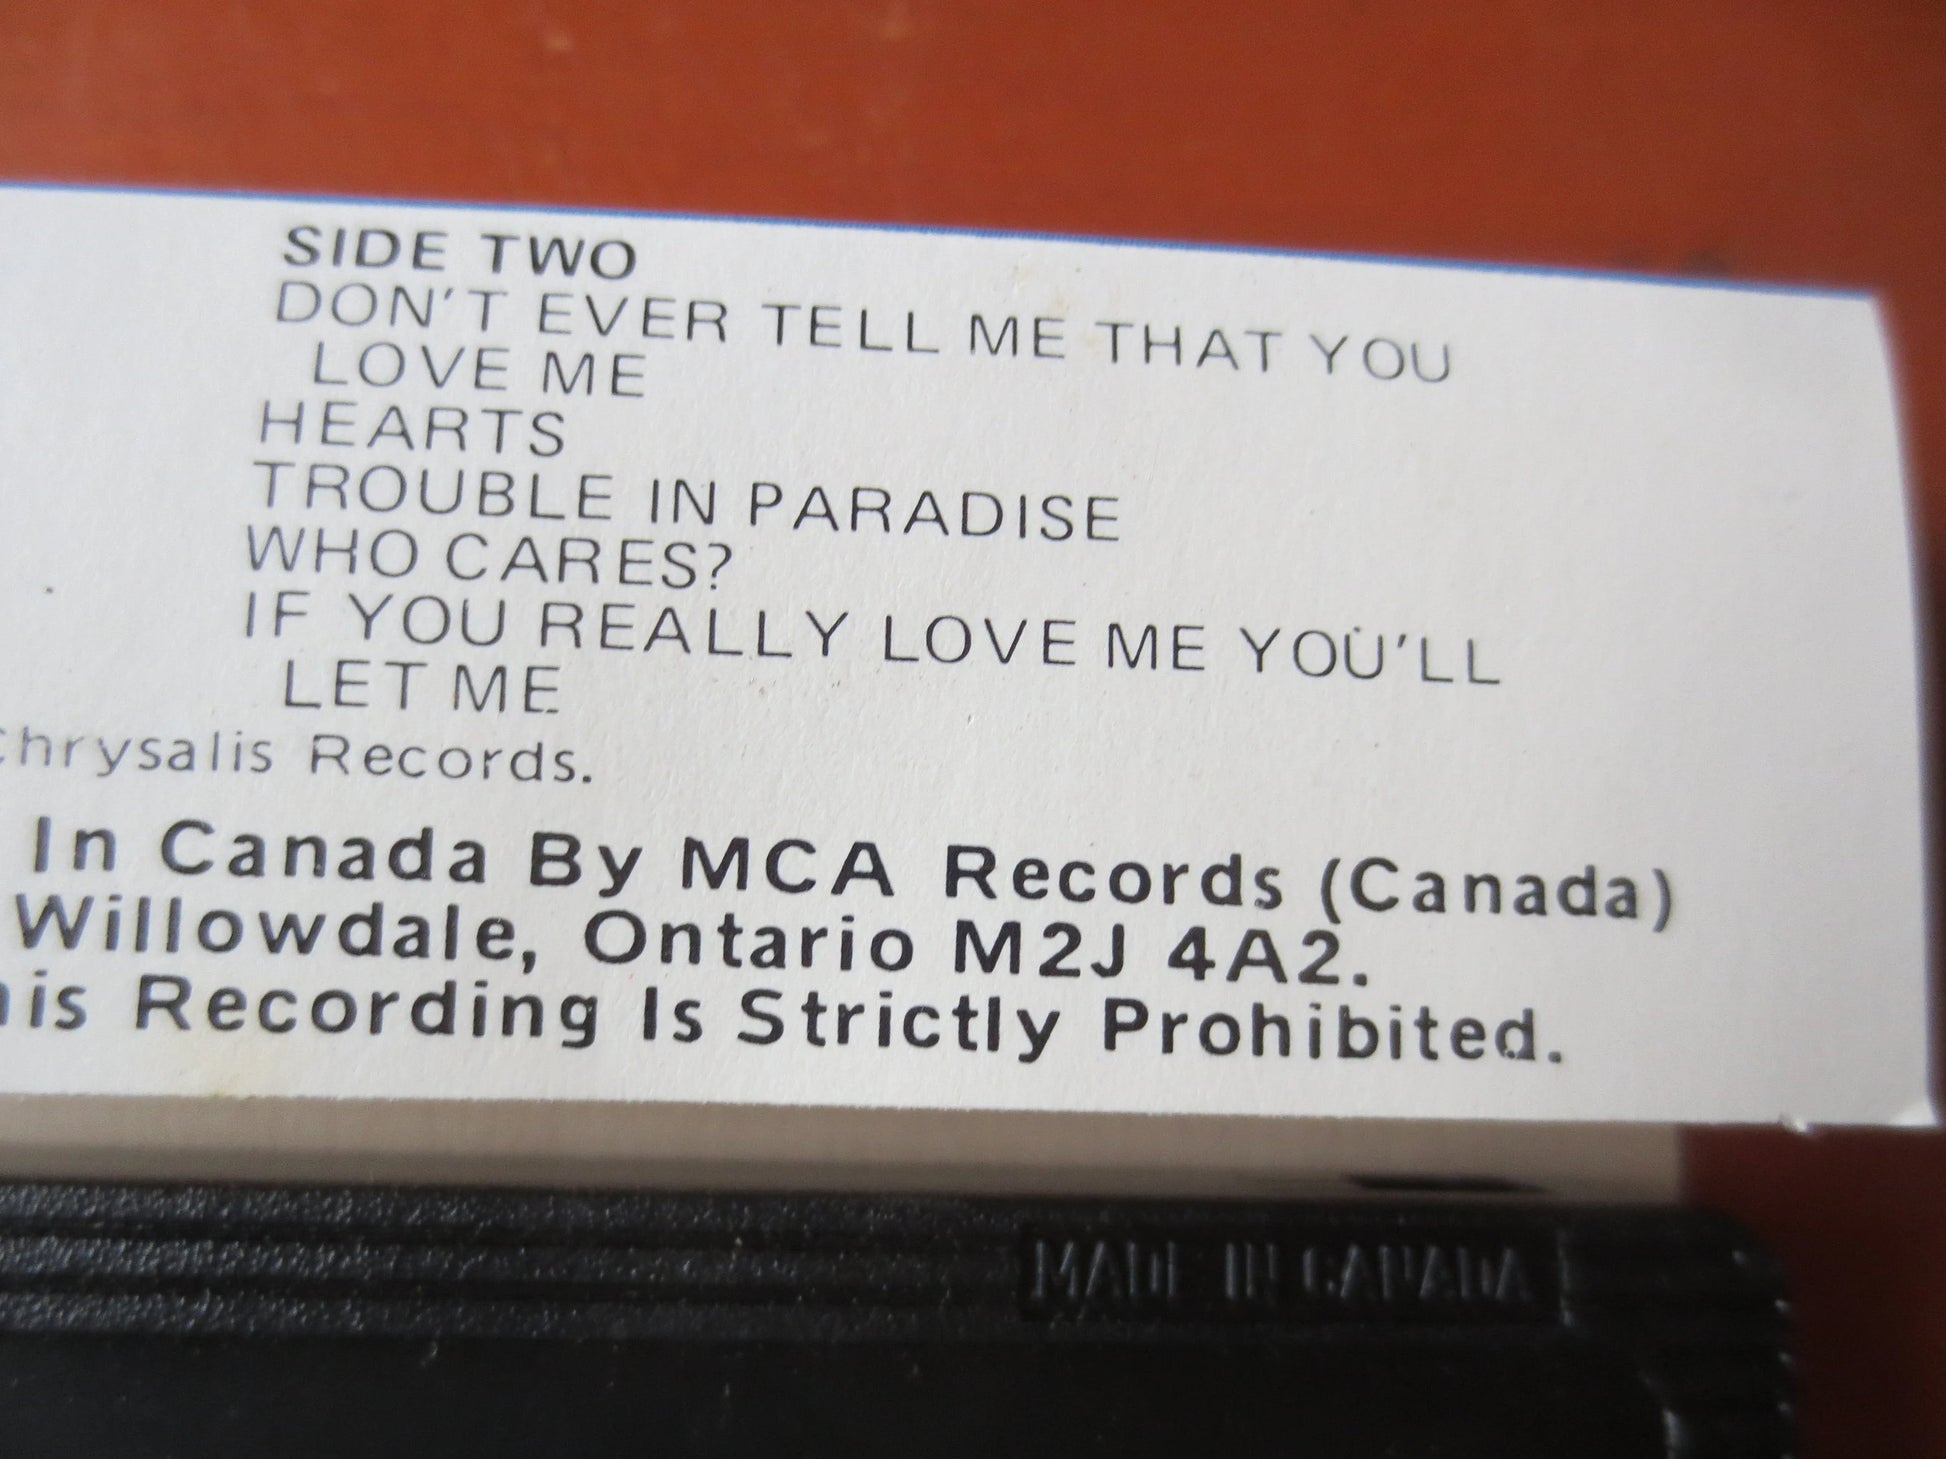 SIDE TWO
DON'T EVER TELL ME THAT YOU
LOVE ME
HEARTS
TROUBLE IN PARADISE
WHO CARES?
IF YOU REALLY LOVE ME YOU'LL
LET ME
Chrysalis Records.
In Canada By MCA Records (Canada)
Willowdale, Ontario M2J 4A2.
Recording Is Strictly Prohibited.
MADE IN CANADA